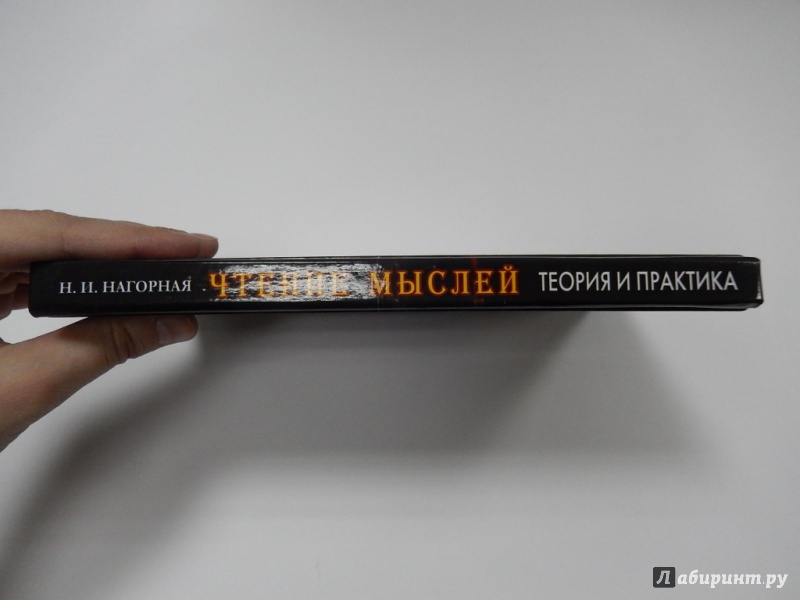 Н. И. НАГОРНАЯ ЧТЕНИЕ МЫСЛЕЙ ТЕОРИЯ И ПРАКТИКА
Лабиринт.ру